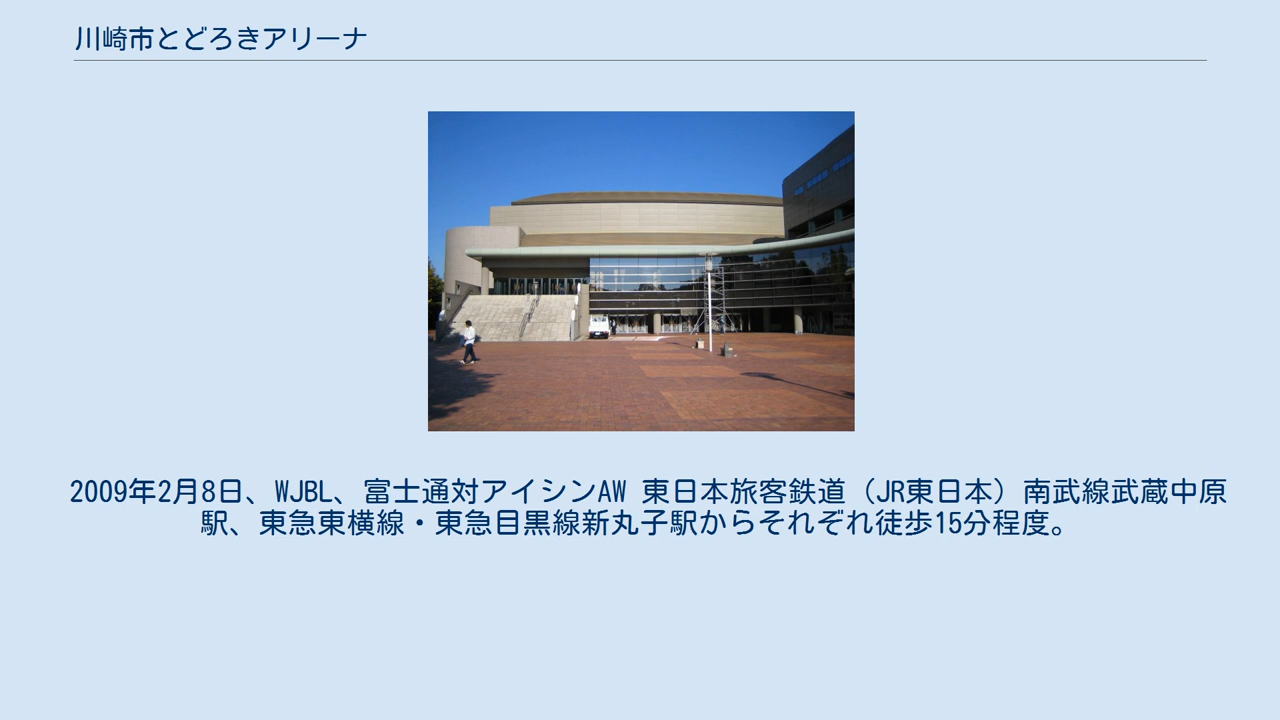 川崎市とどろきアリーナ
2009年2月8日、WJBL、富士通対アイシンAW 東日本旅客鉄道（JR東日本）南武線武蔵中原
駅、東急東横線・東急目黒線新丸子駅からそれぞれ徒歩15分程度。